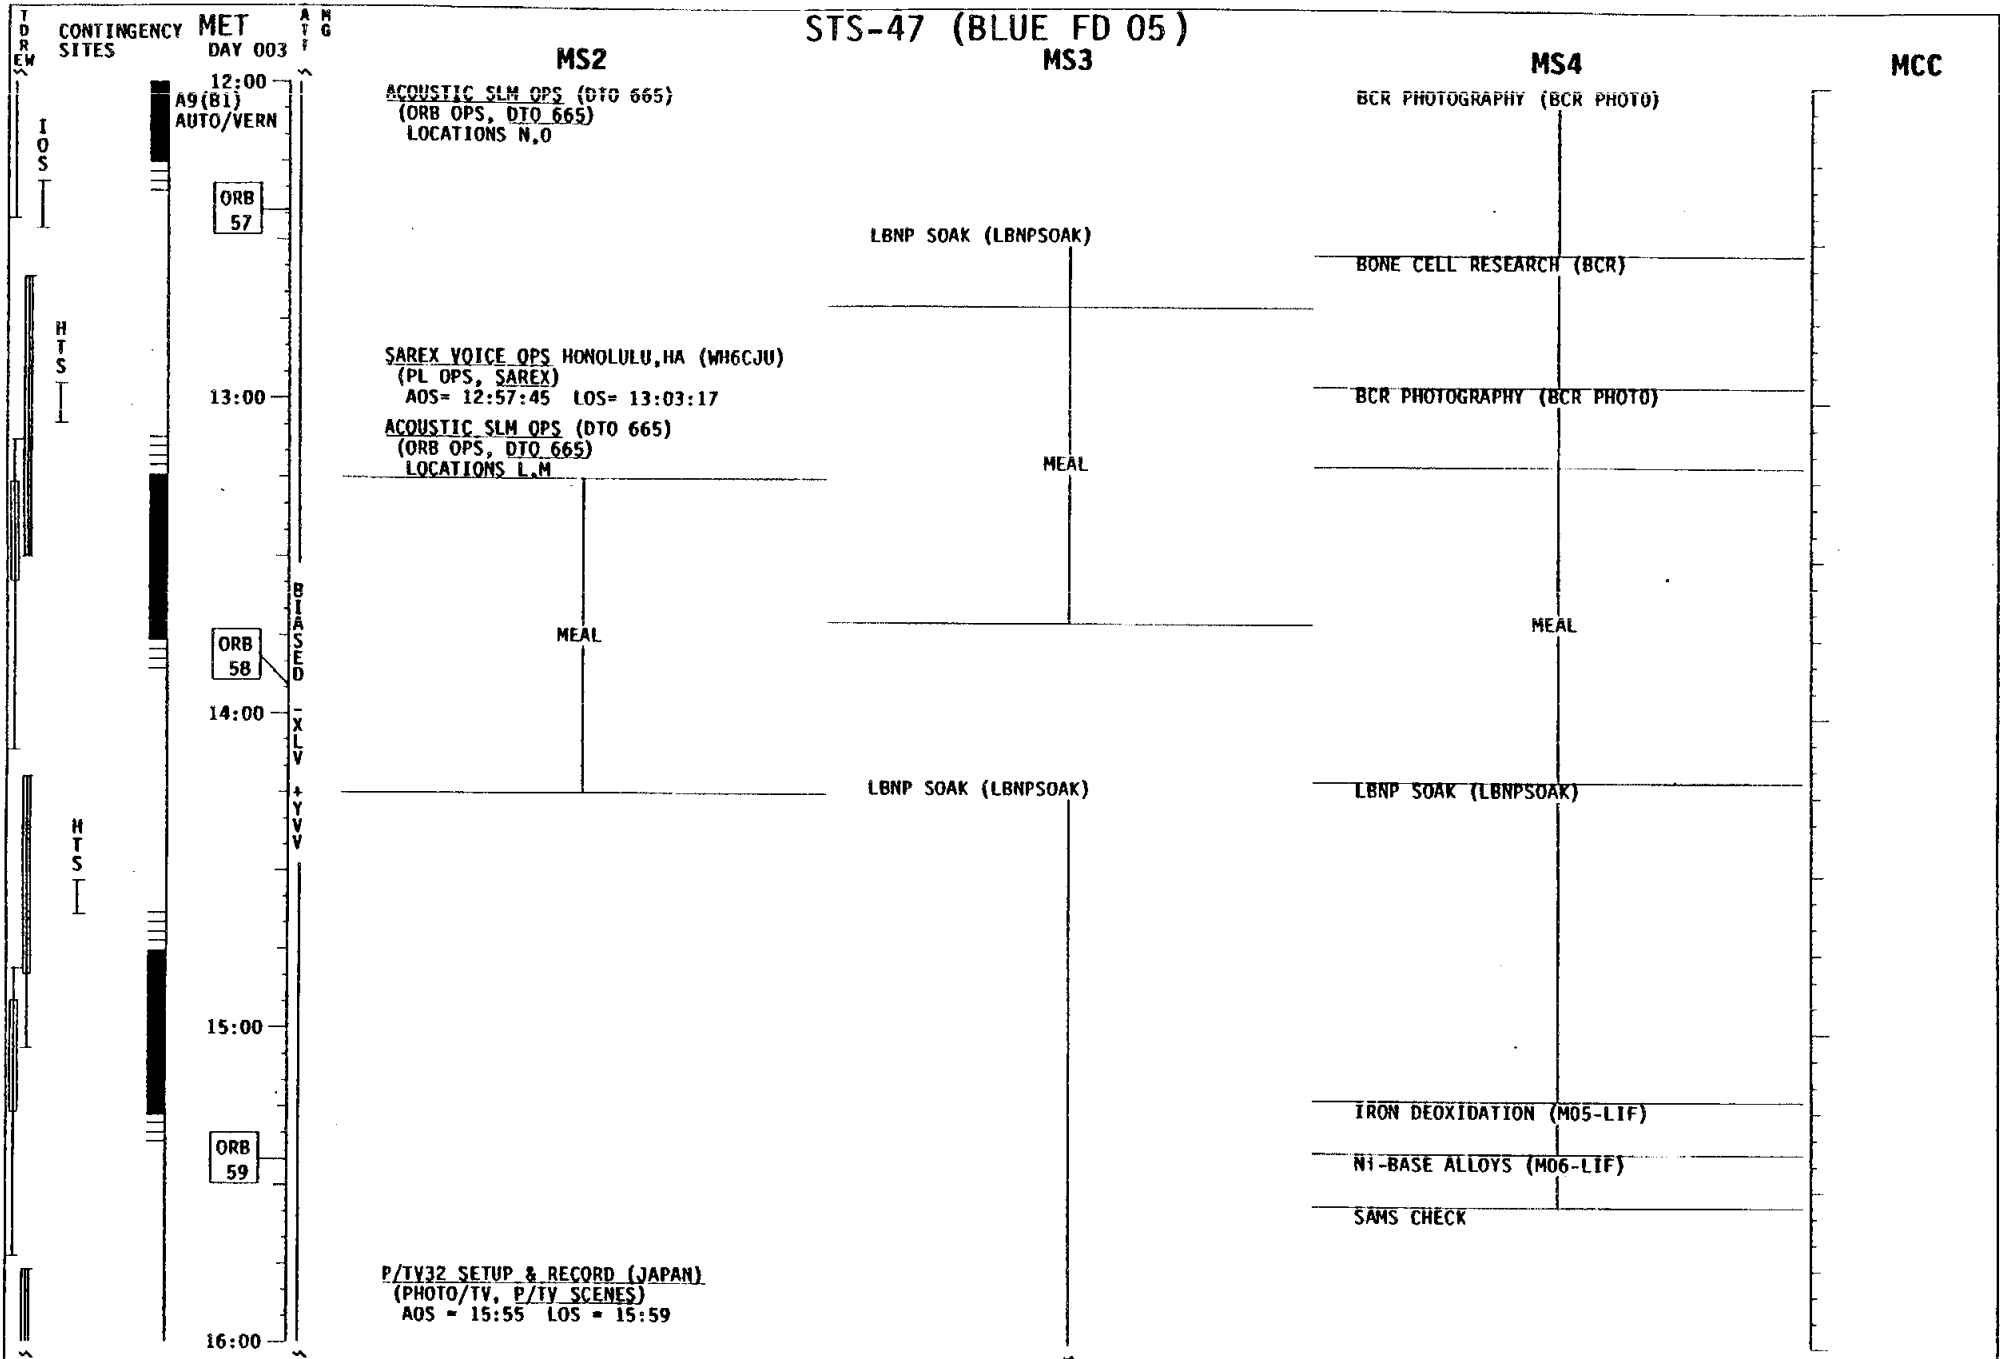 STS-47 (BLUE FD 05)
TDRE W
CONTINGENCY SITES
MET
DAY 003
ATT
MG
MS2
MS3
MS4
MCC
12:00
A9(B1)
AUTO/VERN
IOS
ORB
57
HTS
13:00
ORB
58
14:00
HTS
15:00
ORB
59
16:00
BIASED -XLV +YVV
ACOUSTIC SLM OPS (DTO 665)
(ORB OPS, DTO 665)
LOCATIONS N,O
SAREX VOICE OPS HONOLULU,HA (WH6CJU)
(PL OPS, SAREX)
AOS= 12:57:45 LOS= 13:03:17
ACOUSTIC SLM OPS (DTO 665)
(ORB OPS, DTO 665)
LOCATIONS L,M
MEAL
P/TV32 SETUP & RECORD (JAPAN)
(PHOTO/TV, P/TV SCENES)
AOS = 15:55 LOS = 15:59
LBNP SOAK (LBNPSOAK)
MEAL
LBNP SOAK (LBNPSOAK)
BCR PHOTOGRAPHY (BCR PHOTO)
BONE CELL RESEARCH (BCR)
BCR PHOTOGRAPHY (BCR PHOTO)
MEAL
LBNP SOAK (LBNPSOAK)
IRON DEOXIDATION (M05-LIF)
Ni-BASE ALLOYS (M06-LIF)
SAMS CHECK